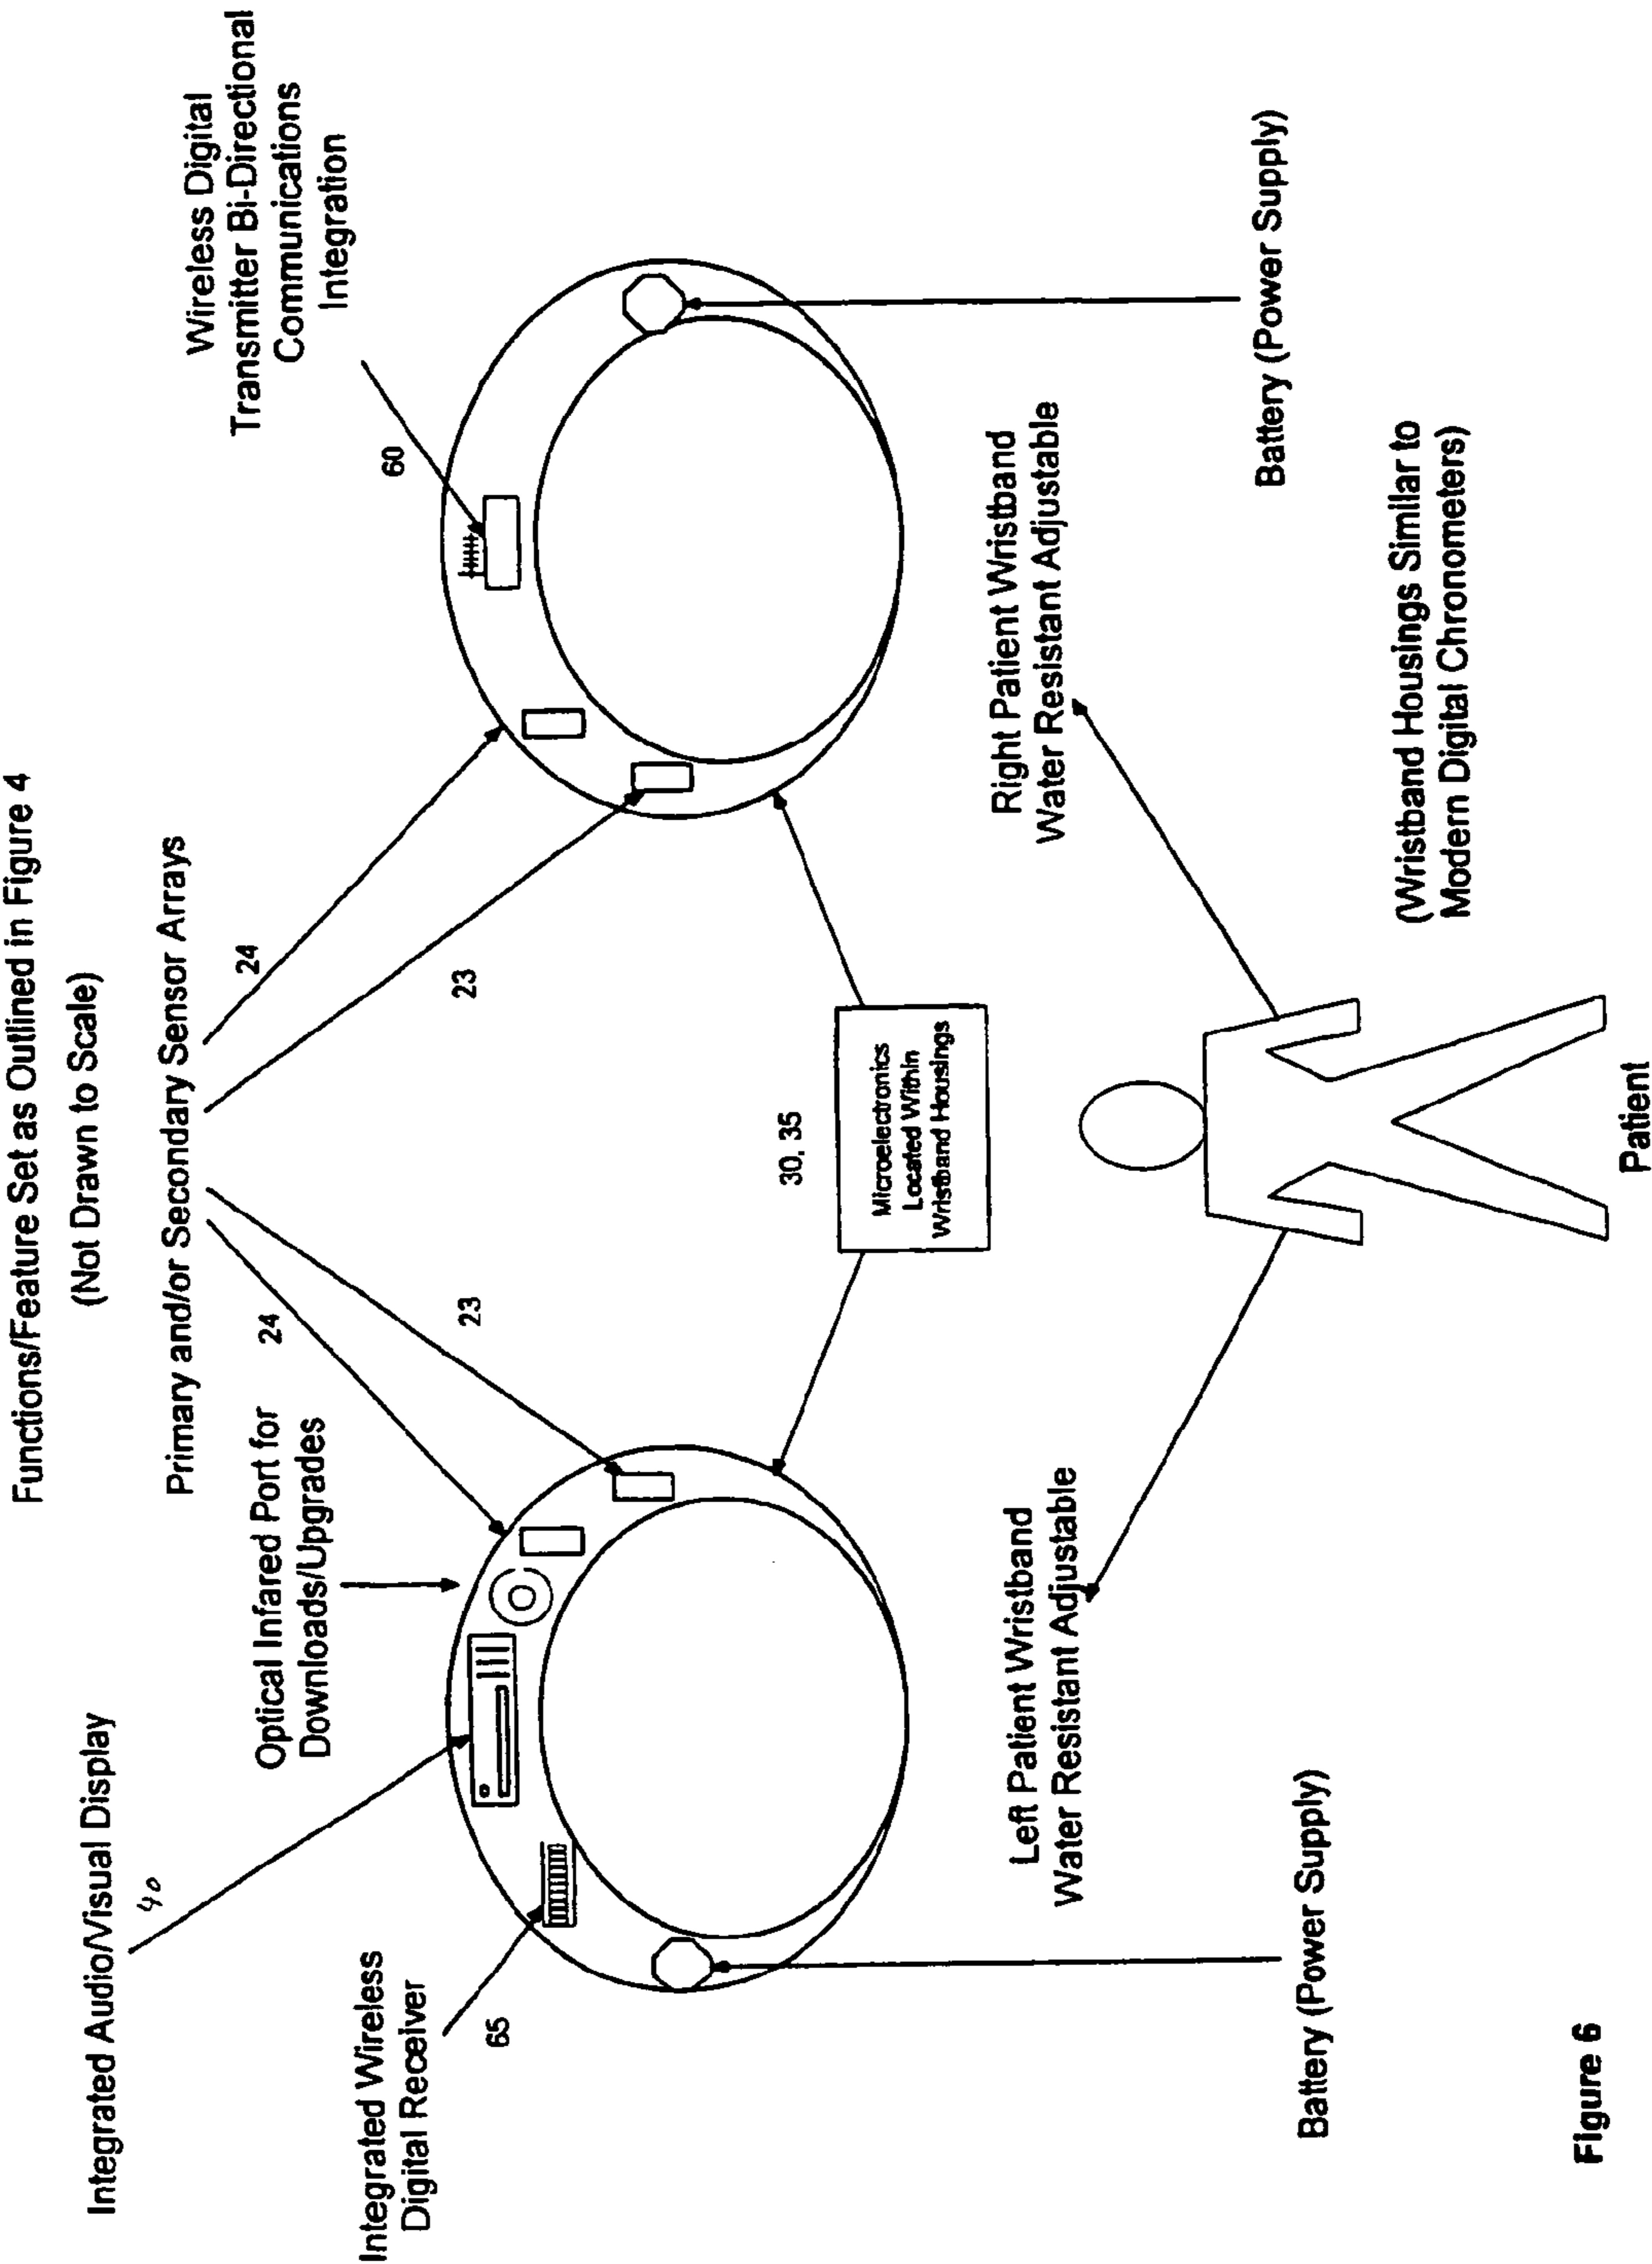 Functions/Feature Set as Outlined in Figure 4
(Not Drawn to Scale)
Integrated Audio/Visual Display
40
Primary and/or Secondary Sensor Arrays
Wireless Digital
Transmitter Bi-Directional
Communications
Integration
Optical Infared Port for
Downloads/Upgrades
24
24
23
23
60
Integrated Wireless
Digital Receiver
65
30, 35
Microelectronics
Located Within
Wristband Housings
Left Patient Wristband
Water Resistant Adjustable
Right Patient Wristband
Water Resistant Adjustable
Battery (Power Supply)
Battery (Power Supply)
(Wristband Housings Similar to
Modern Digital Chronometers)
Patient
Figure 6